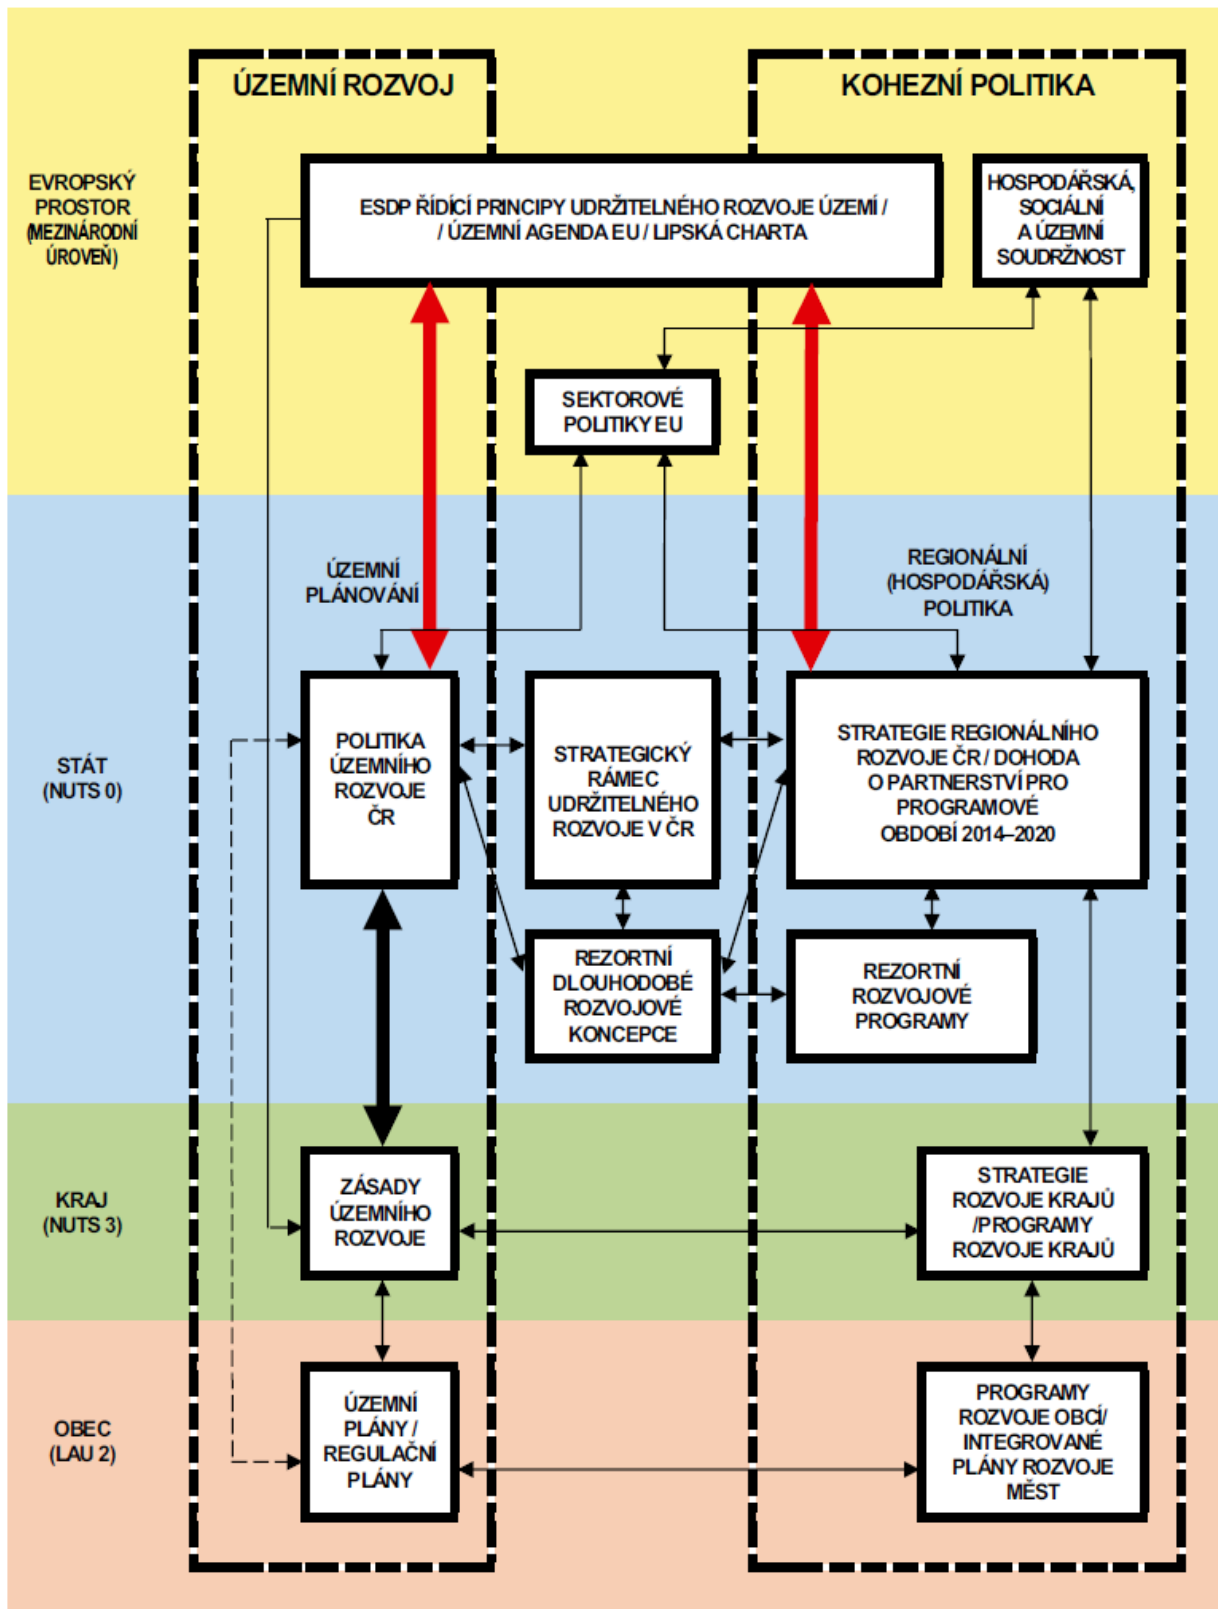 ÚZEMNÍ ROZVOJ
KOHEZNÍ POLITIKA
EVROPSKÝ
PROSTOR
(MEZINÁRODNÍ
ÚROVEŇ)
ESDP ŘÍDÍCÍ PRINCIPY UDRŽITELNÉHO ROZVOJE ÚZEMÍ /
/ ÚZEMNÍ AGENDA EU / LIPSKÁ CHARTA
HOSPODÁŘSKÁ,
SOCIÁLNÍ
A ÚZEMNÍ
SOUDRŽNOST
SEKTOROVÉ
POLITIKY EU
ÚZEMNÍ
PLÁNOVÁNÍ
REGIONÁLNÍ
(HOSPODÁŘSKÁ)
POLITIKA
STÁT
(NUTS 0)
POLITIKA
ÚZEMNÍHO
ROZVOJE
ČR
STRATEGICKÝ
RÁMEC
UDRŽITELNÉHO
ROZVOJE V ČR
STRATEGIE REGIONÁLNÍHO
ROZVOJE ČR / DOHODA
O PARTNERSTVÍ PRO
PROGRAMOVÉ
OBDOBÍ 2014–2020
REZORTNÍ
DLOUHODOBÉ
ROZVOJOVÉ
KONCEPCE
REZORTNÍ
ROZVOJOVÉ
PROGRAMY
KRAJ
(NUTS 3)
ZÁSADY
ÚZEMNÍHO
ROZVOJE
STRATEGIE
ROZVOJE KRAJŮ
/PROGRAMY
ROZVOJE KRAJŮ
OBEC
(LAU 2)
ÚZEMNÍ
PLÁNY /
REGULAČNÍ
PLÁNY
PROGRAMY
ROZVOJE OBCÍ/
INTEGROVANÉ
PLÁNY ROZVOJE
MĚST